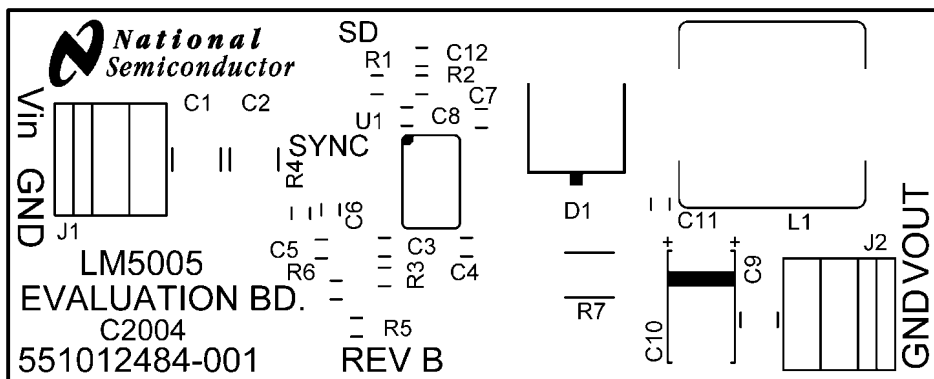 National
Semiconductor
SD
R1
C12
R2
C7
C1
C2
U1
C8
SYNC
Vin
GND
R4
C6
J1
D1
C11
L1
J2
VOUT
GND
C5
C3
C4
R6
R3
C9
C10
R7
R5
+
+
LM5005
EVALUATION BD.
C2004
551012484-001
REV B